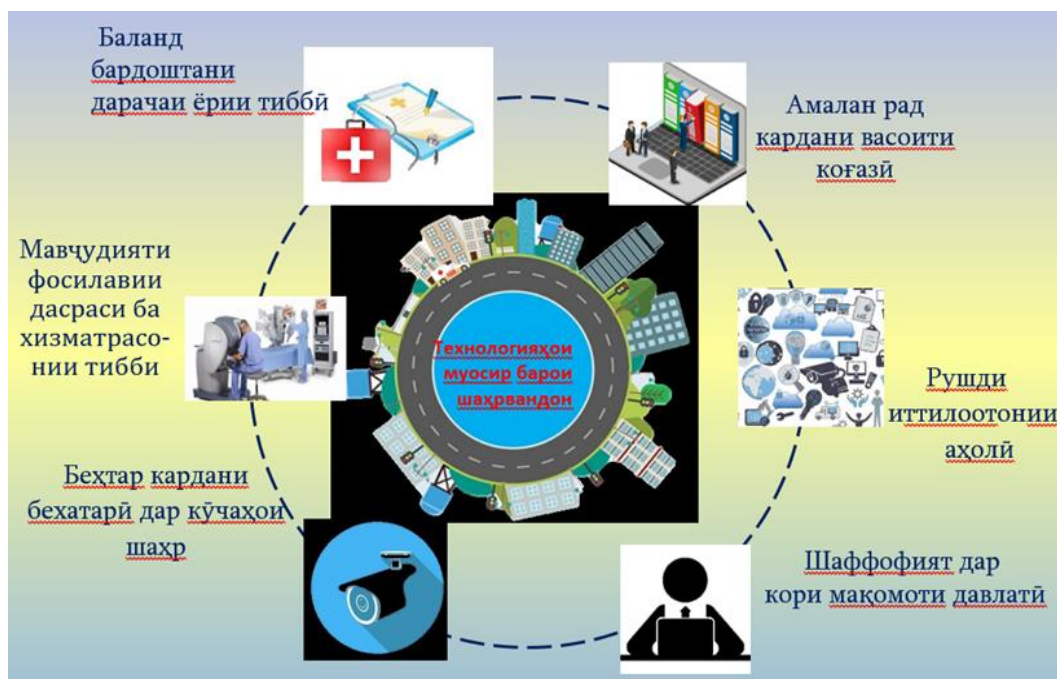 Баланд
бардоштани
дараҷаи ёрии тиббӣ
Амалан рад
кардани васоити
коғазӣ
Мавҷудияти
фосилавии
дасраси ба
хизматрасо-
нии тибби
Технологияҳои
муосир барои
шаҳрвандон
Рушди
иттилоотонии
аҳолӣ
Беҳтар кардани
бехатарӣ дар кӯчаҳои
шаҳр
Шаффофият дар
кори мақомоти давлатӣ